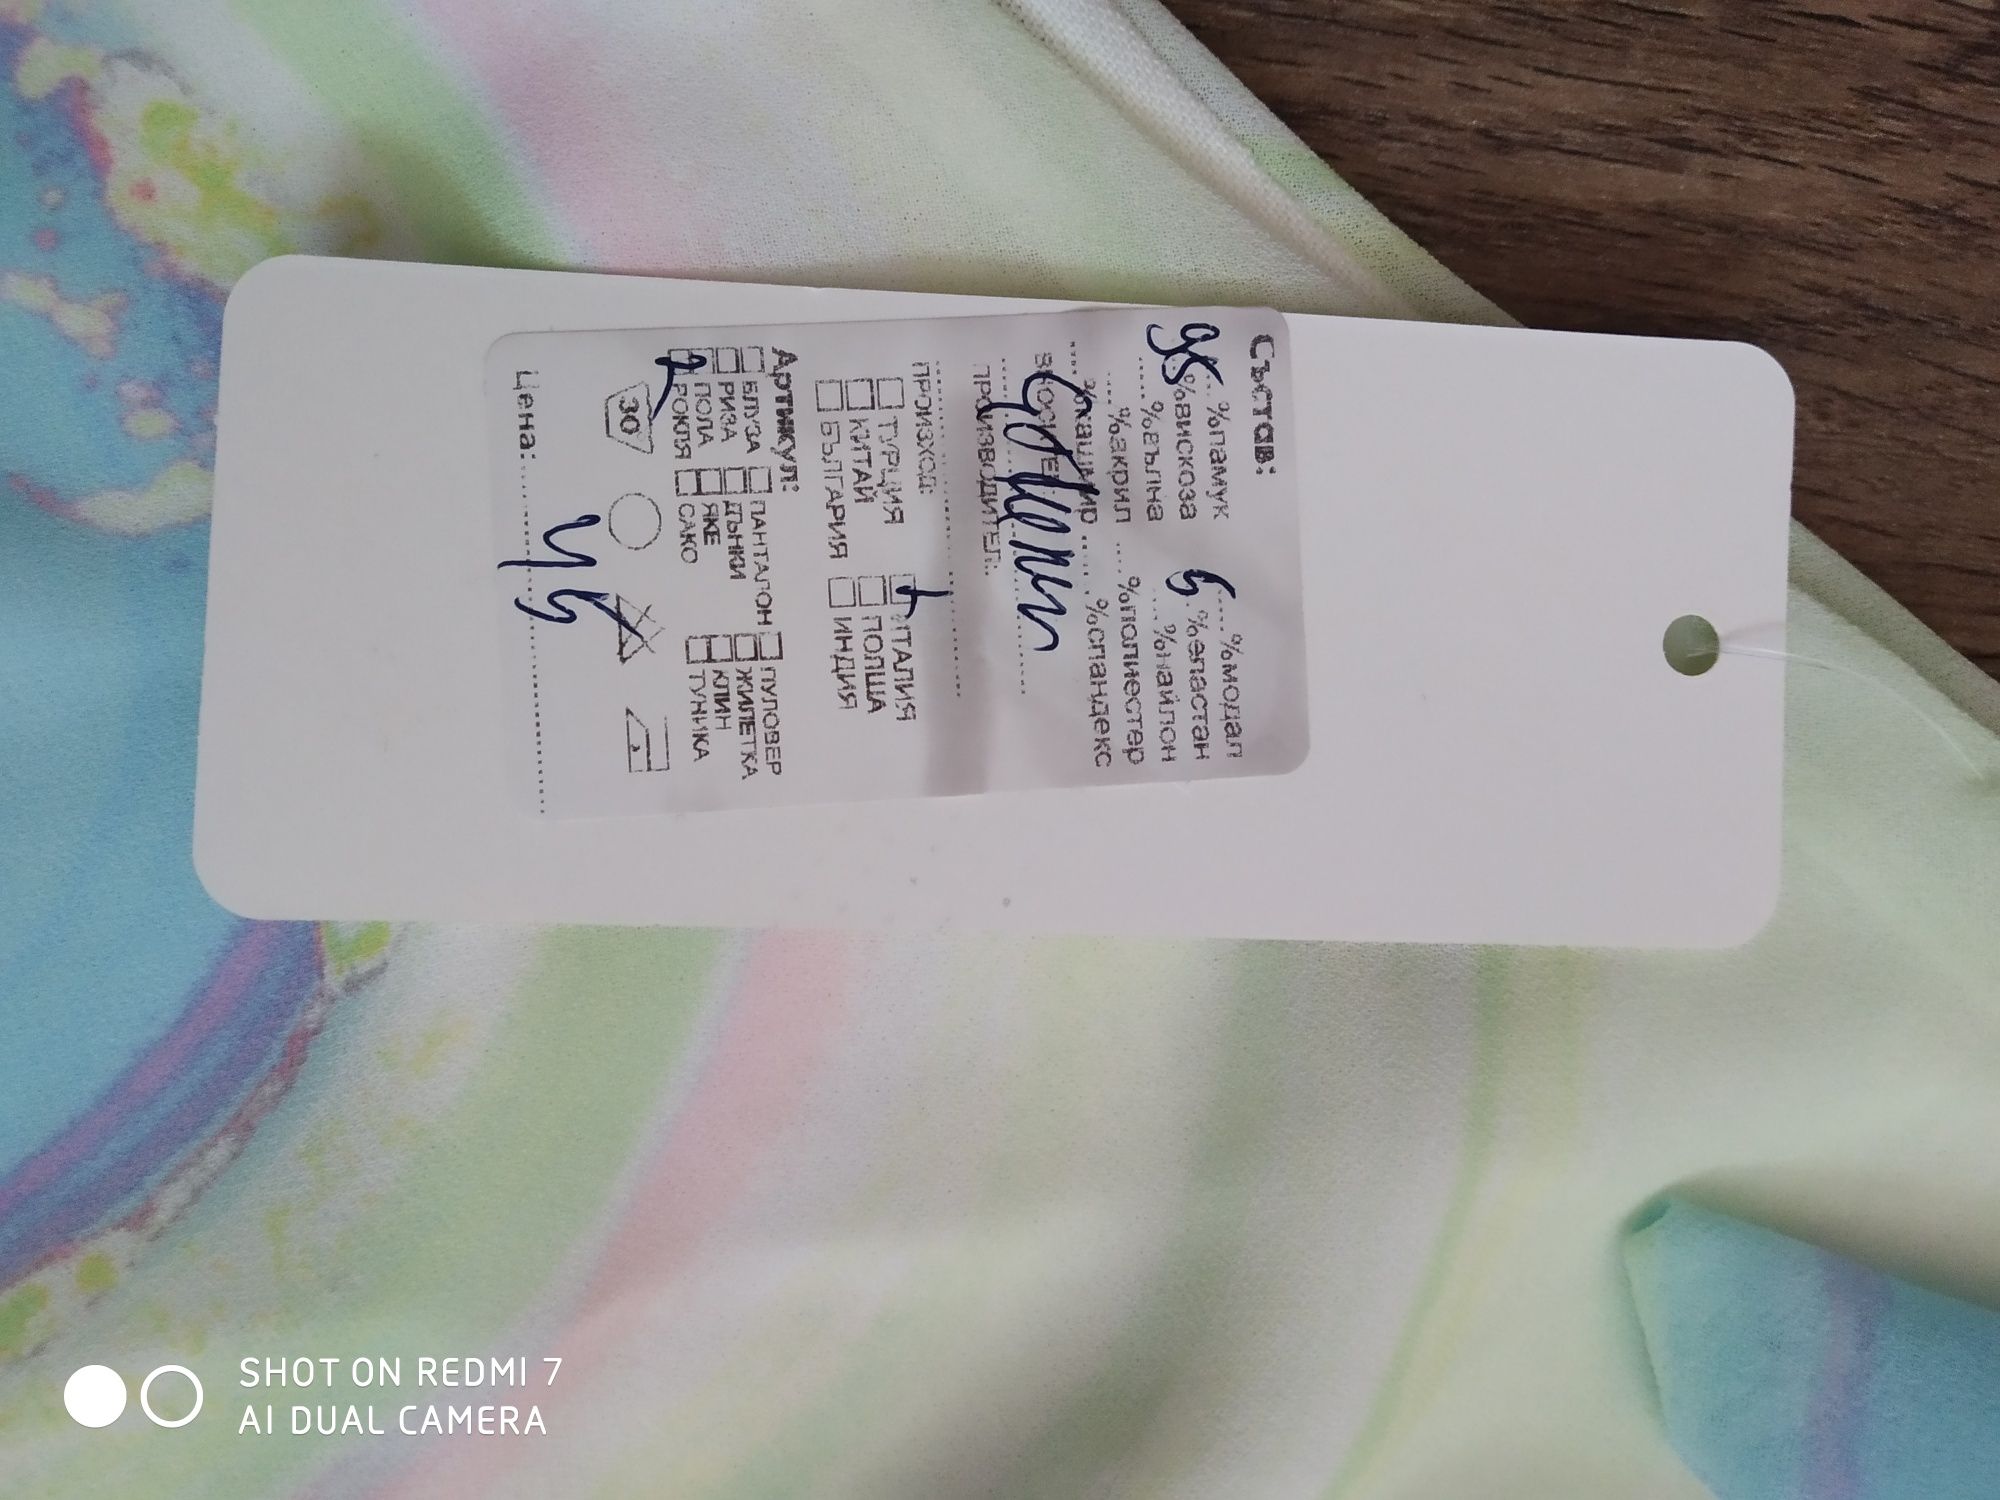 Състав:
.....%памук .....%модал
95%вискоза 5%еластан
.....%вълна .....%найлон
.....%акрил .....%полиестер
.....%кашмир .....%спандекс
ВНОСИТЕЛ:
ПРОИЗВОДИТЕЛ:
ПРОИЗХОД:
ТУРЦИЯ ИТАЛИЯ
КИТАЙ ПОЛША
БЪЛГАРИЯ ИНДИЯ
Артикул:
БЛУЗА ПАНТАЛОН ПУЛОВЕР
РИЗА ДЪНКИ ЖИЛЕТКА
ПОЛА ЯКЕ КЛИН
РОКЛЯ САКО ТУНИКА
30
Цена:
SHOT ON REDMI 7
AI DUAL CAMERA